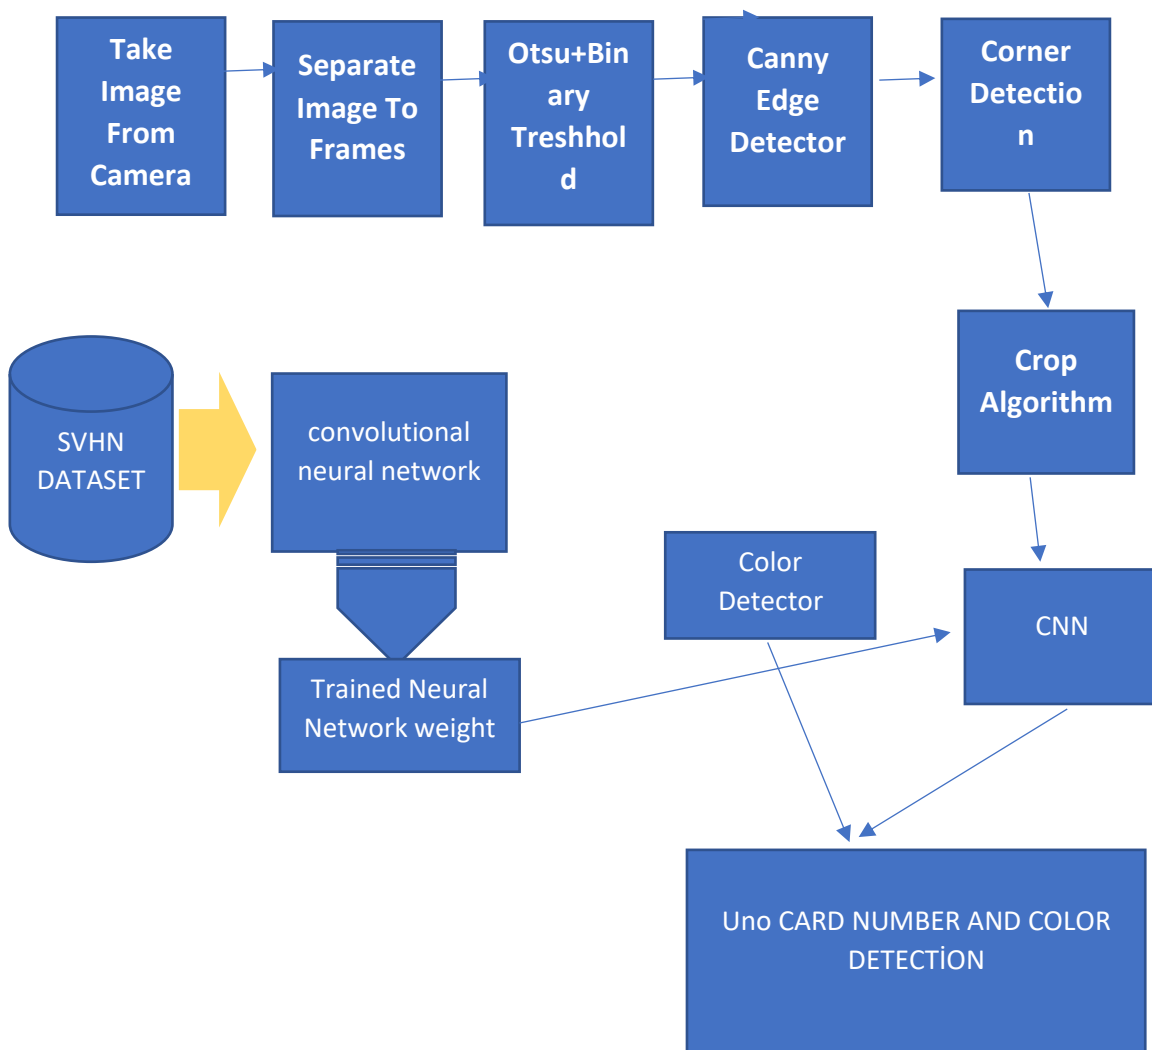 Take
Image
From
Camera
Separate
Image To
Frames
Otsu+Bin
ary
Treshhol
d
Canny
Edge
Detector
Corner
Detectio
n
Crop
Algorithm
SVHN
DATASET
convolutional
neural network
Color
Detector
CNN
Trained Neural
Network weight
Uno CARD NUMBER AND COLOR
DETECTİON